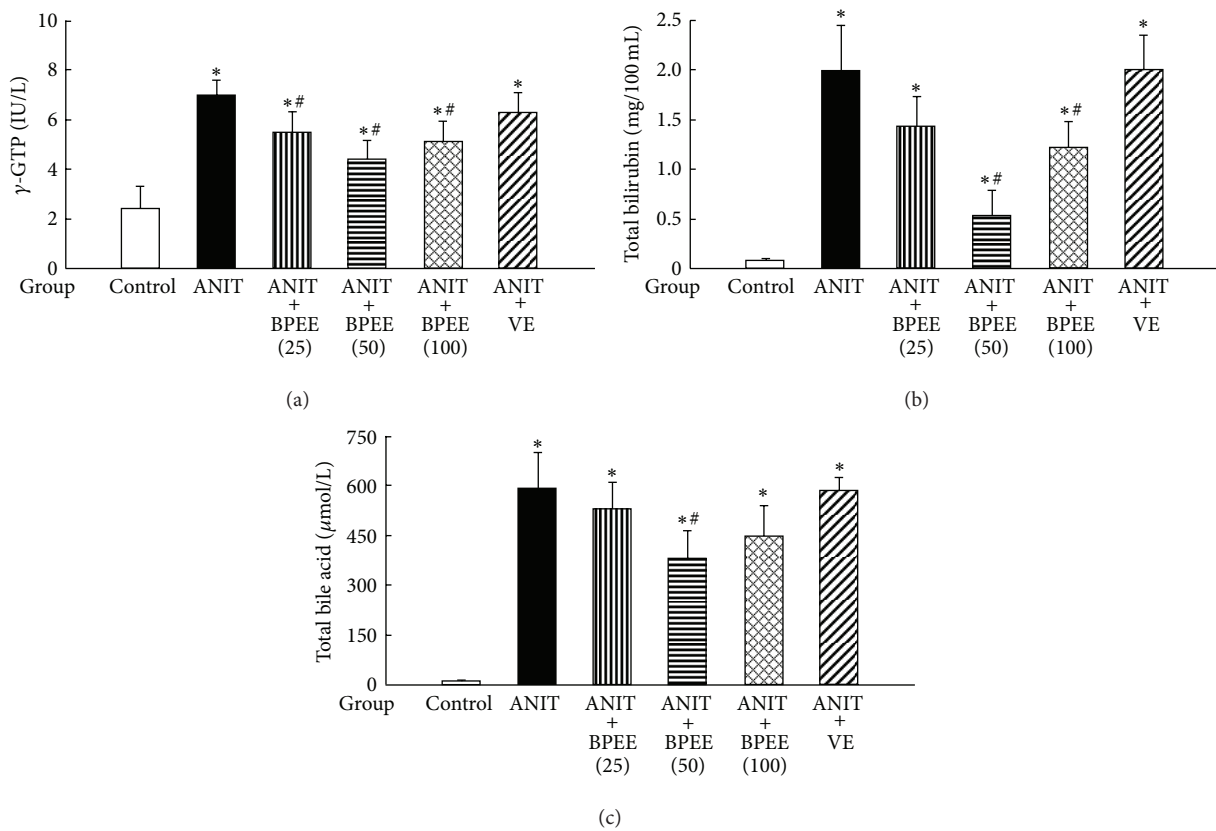 10
8
6
4
2
0
γ-GTP (IU/L)
*
*#
*#
*#
*
Group Control ANIT ANIT ANIT ANIT ANIT
+ + + +
BPEE BPEE BPEE VE
(25) (50) (100)
(a)
2.5
2.0
1.5
1.0
0.5
0
Total bilirubin (mg/100 mL)
*
*
*#
*#
*
Group Control ANIT ANIT ANIT ANIT ANIT
+ + + +
BPEE BPEE BPEE VE
(25) (50) (100)
(b)
750
600
450
300
150
0
Total bile acid (μmol/L)
*
*
*#
*
*
Group Control ANIT ANIT ANIT ANIT ANIT
+ + + +
BPEE BPEE BPEE VE
(25) (50) (100)
(c)